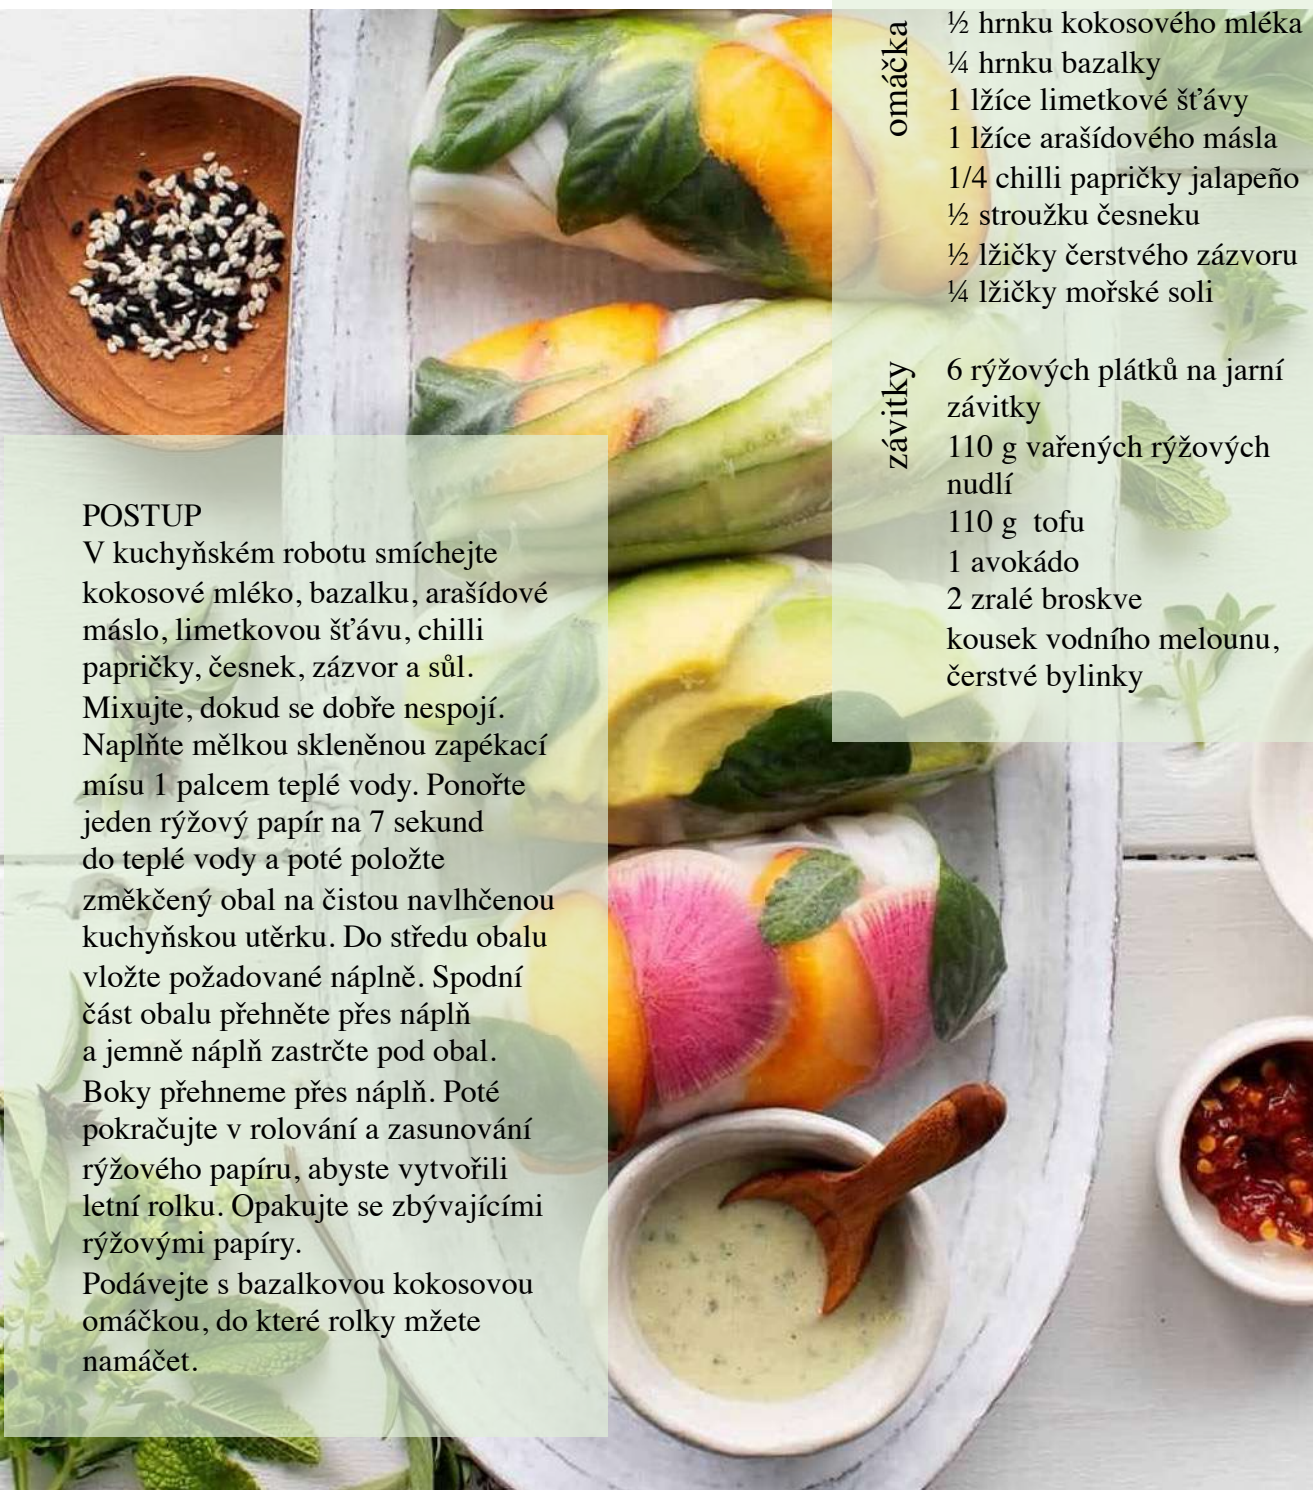 omáčka
½ hrnku kokosového mléka
¼ hrnku bazalky
1 lžíce limetkové šťávy
1 lžíce arašídového másla
1/4 chilli papričky jalapeño
½ stroužku česneku
½ lžičky čerstvého zázvoru
¼ lžičky mořské soli
závitky
6 rýžových plátků na jarní
závitky
110 g vařených rýžových
nudlí
110 g  tofu
1 avokádo
2 zralé broskve
kousek vodního melounu,
čerstvé bylinky
POSTUP
V kuchyňském robotu smíchejte
kokosové mléko, bazalku, arašídové
máslo, limetkovou šťávu, chilli
papričky, česnek, zázvor a sůl.
Mixujte, dokud se dobře nespojí.
Naplňte mělkou skleněnou zapékací
mísu 1 palcem teplé vody. Ponořte
jeden rýžový papír na 7 sekund
do teplé vody a poté položte
změkčený obal na čistou navlhčenou
kuchyňskou utěrku. Do středu obalu
vložte požadované náplně. Spodní
část obalu přehněte přes náplň
a jemně náplň zastrčte pod obal.
Boky přehneme přes náplň. Poté
pokračujte v rolování a zasunování
rýžového papíru, abyste vytvořili
letní rolku. Opakujte se zbývajícími
rýžovými papíry.
Podávejte s bazalkovou kokosovou
omáčkou, do které rolky mžete
namáčet.